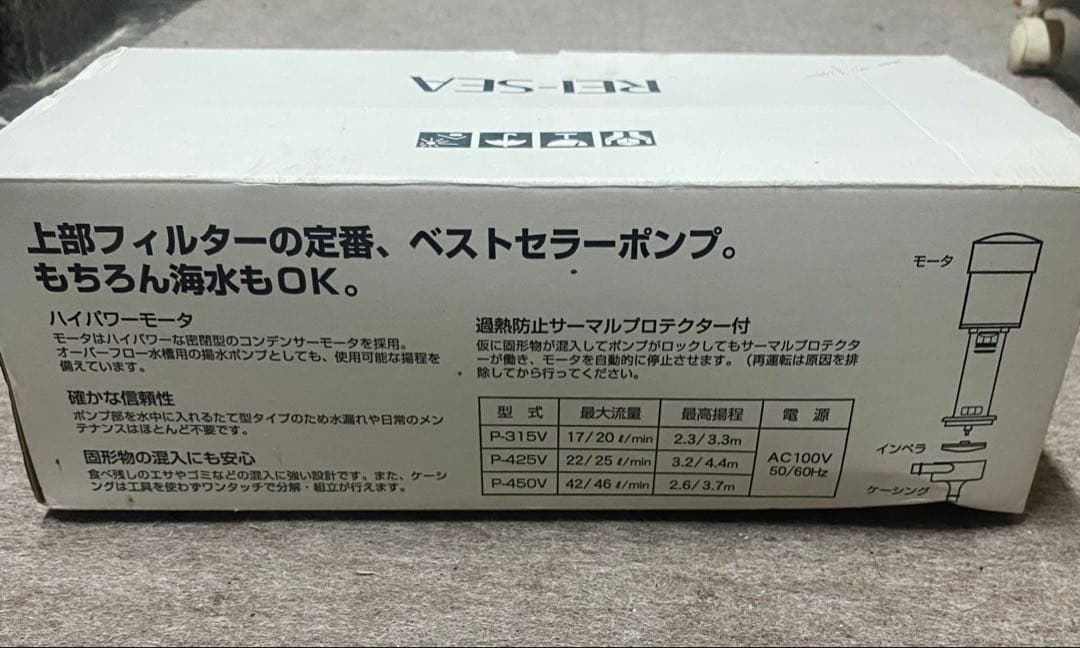 REI-SEA
上部フィルターの定番、ベストセラーポンプ。
もちろん海水もOK。
ハイパワーモータ
モータはハイパワーな密閉型のコンデンサーモータを採用。
オーバーフロー水槽用の揚水ポンプとしても、使用可能な揚程を
備えています。
確かな信頼性
ポンプ部を水中に入れるたて型タイプのため水漏れや日常のメン
テナンスはほとんど不要です。
固形物の混入にも安心
食べ残しのエサやゴミなどの混入に強い設計です。また、ケーシ
ングは工具を使わずワンタッチで分解・組立が行えます。
過熱防止サーマルプロテクター付
仮に固形物が混入してポンプがロックしてもサーマルプロテクタ
ーが働き、モータを自動的に停止させます。(再運転は原因を排
除してから行ってください。
型式 最大流量 最高揚程 電源
P-315V 17/20 ℓ/min 2.3/3.3m
P-425V 22/25 ℓ/min 3.2/4.4m
P-450V 42/46 ℓ/min 2.6/3.7m
AC100V
50/60Hz
モータ
インペラ
ケーシング